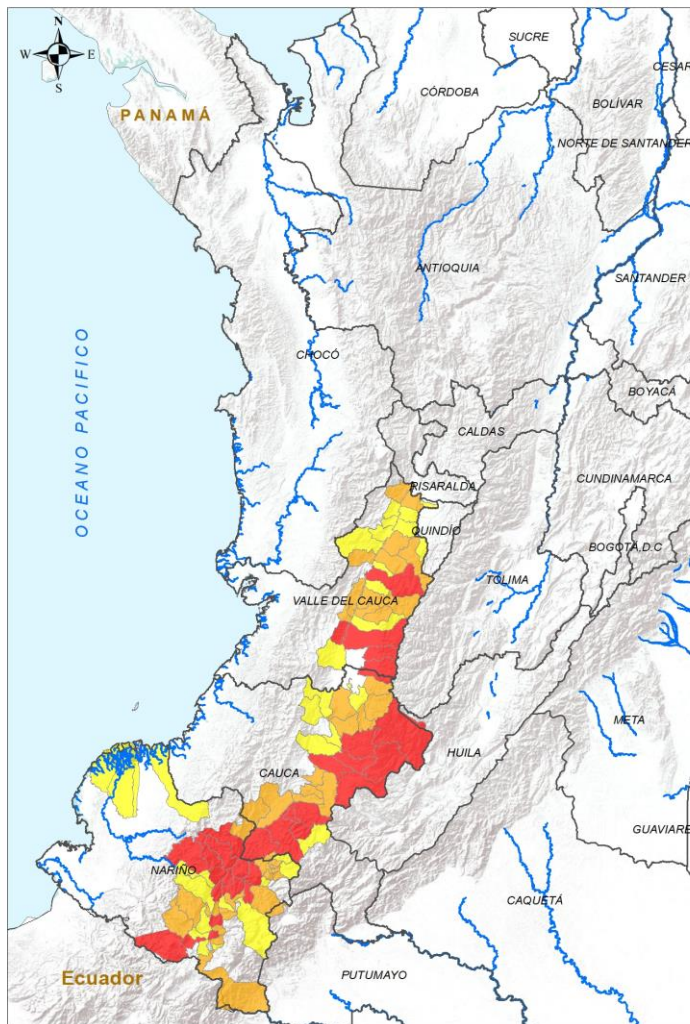 N
W E
S
SUCRE
CESAR
CÓRDOBA
BOLÍVAR
PANAMÁ
NORTE DE SANTANDER
ANTIOQUIA
SANTANDER
OCEANO PACIFICO
CHOCÓ
BOYACÁ
CALDAS
CUNDINAMARCA
RISARALDA
QUINDÍO
BOGOTÁ,D.C
TOLIMA
VALLE DEL CAUCA
META
HUILA
CAUCA
GUAVIARE
NARIÑO
CAQUETÁ
Ecuador
PUTUMAYO